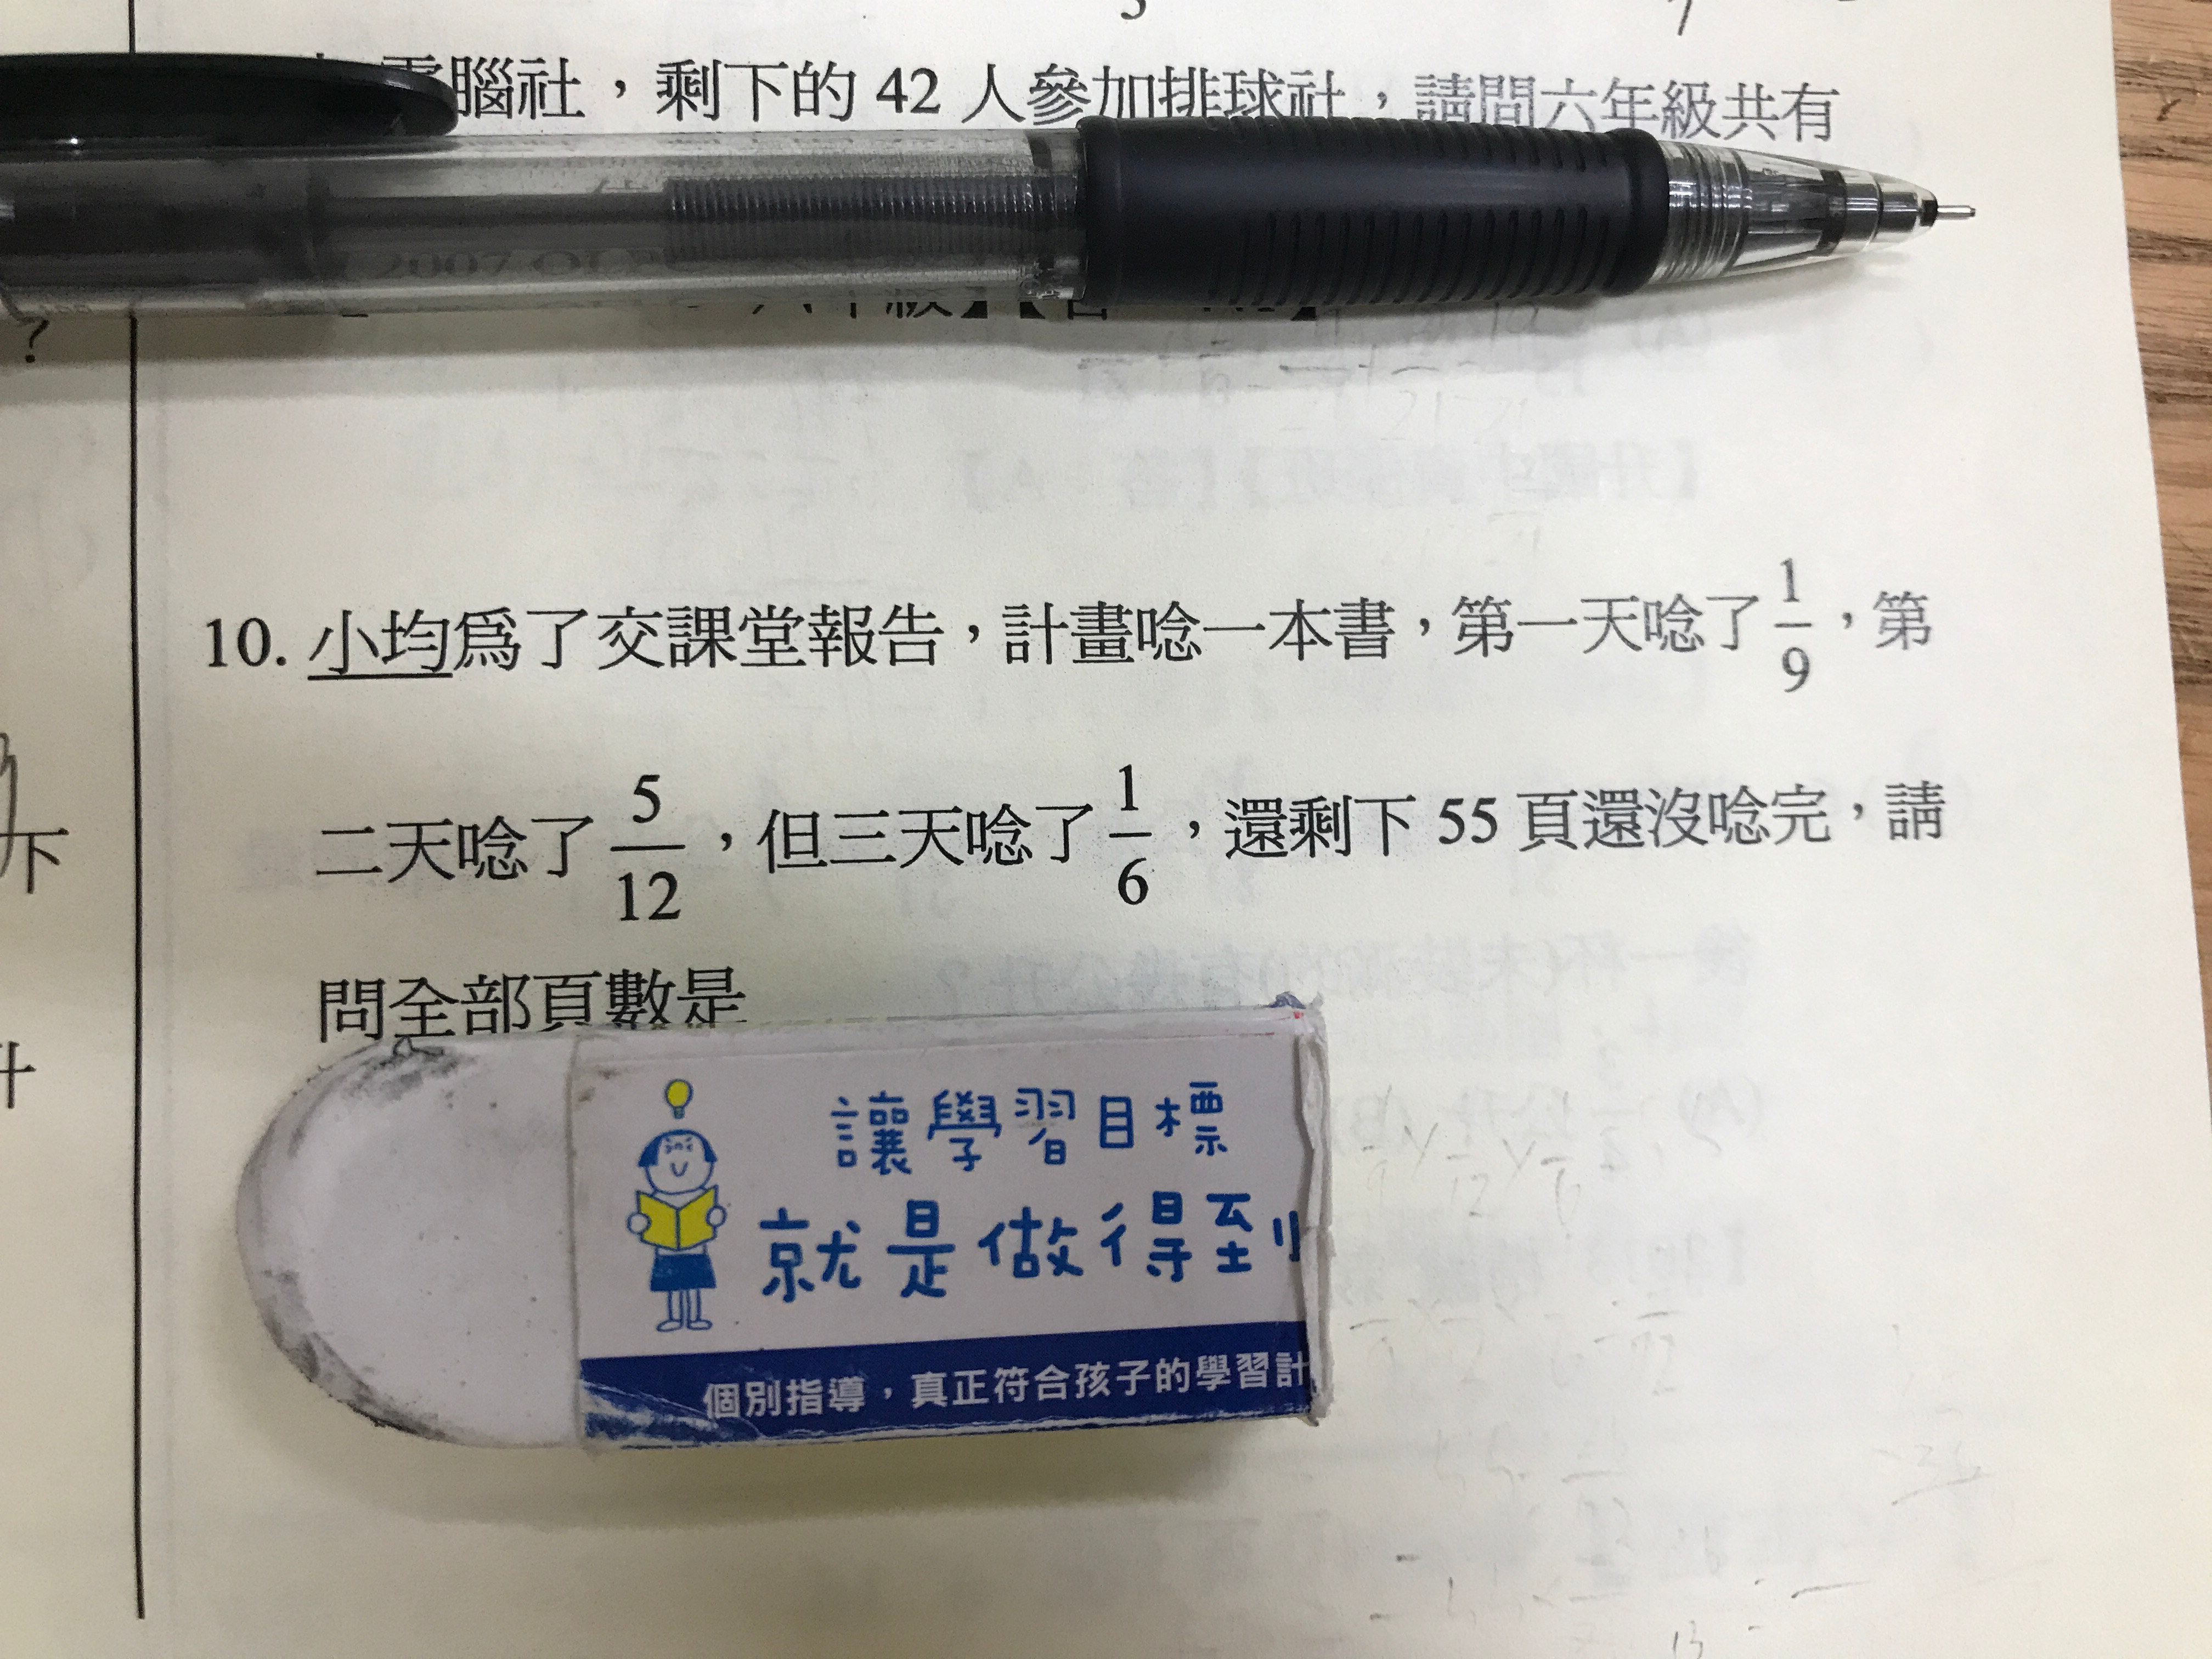 腦社，剩下的 42 人參加排球社，請問六年級共有
？
10. 小均爲了交課堂報告，計畫唸一本書，第一天唸了1/9，第
二天唸了5/12，但三天唸了1/6，還剩下 55 頁還沒唸完，請
問全部頁數是
下
升
讓學習目標
就是做得到
個別指導，真正符合孩子的學習計